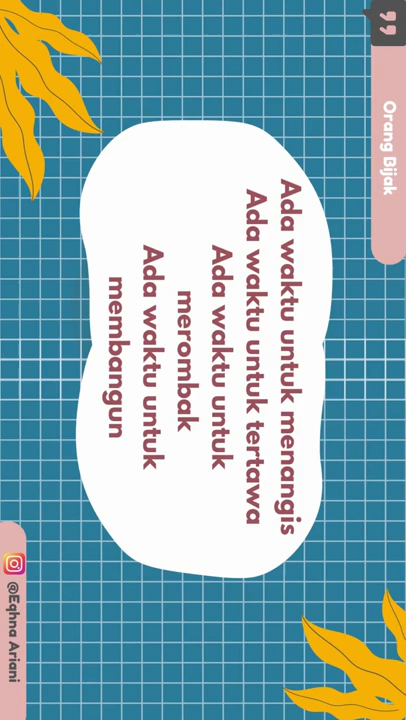 Orang Bijak
Ada waktu untuk menangis
Ada waktu untuk tertawa
Ada waktu untuk
merombak
Ada waktu untuk
membangun
@Eqhna Ariani